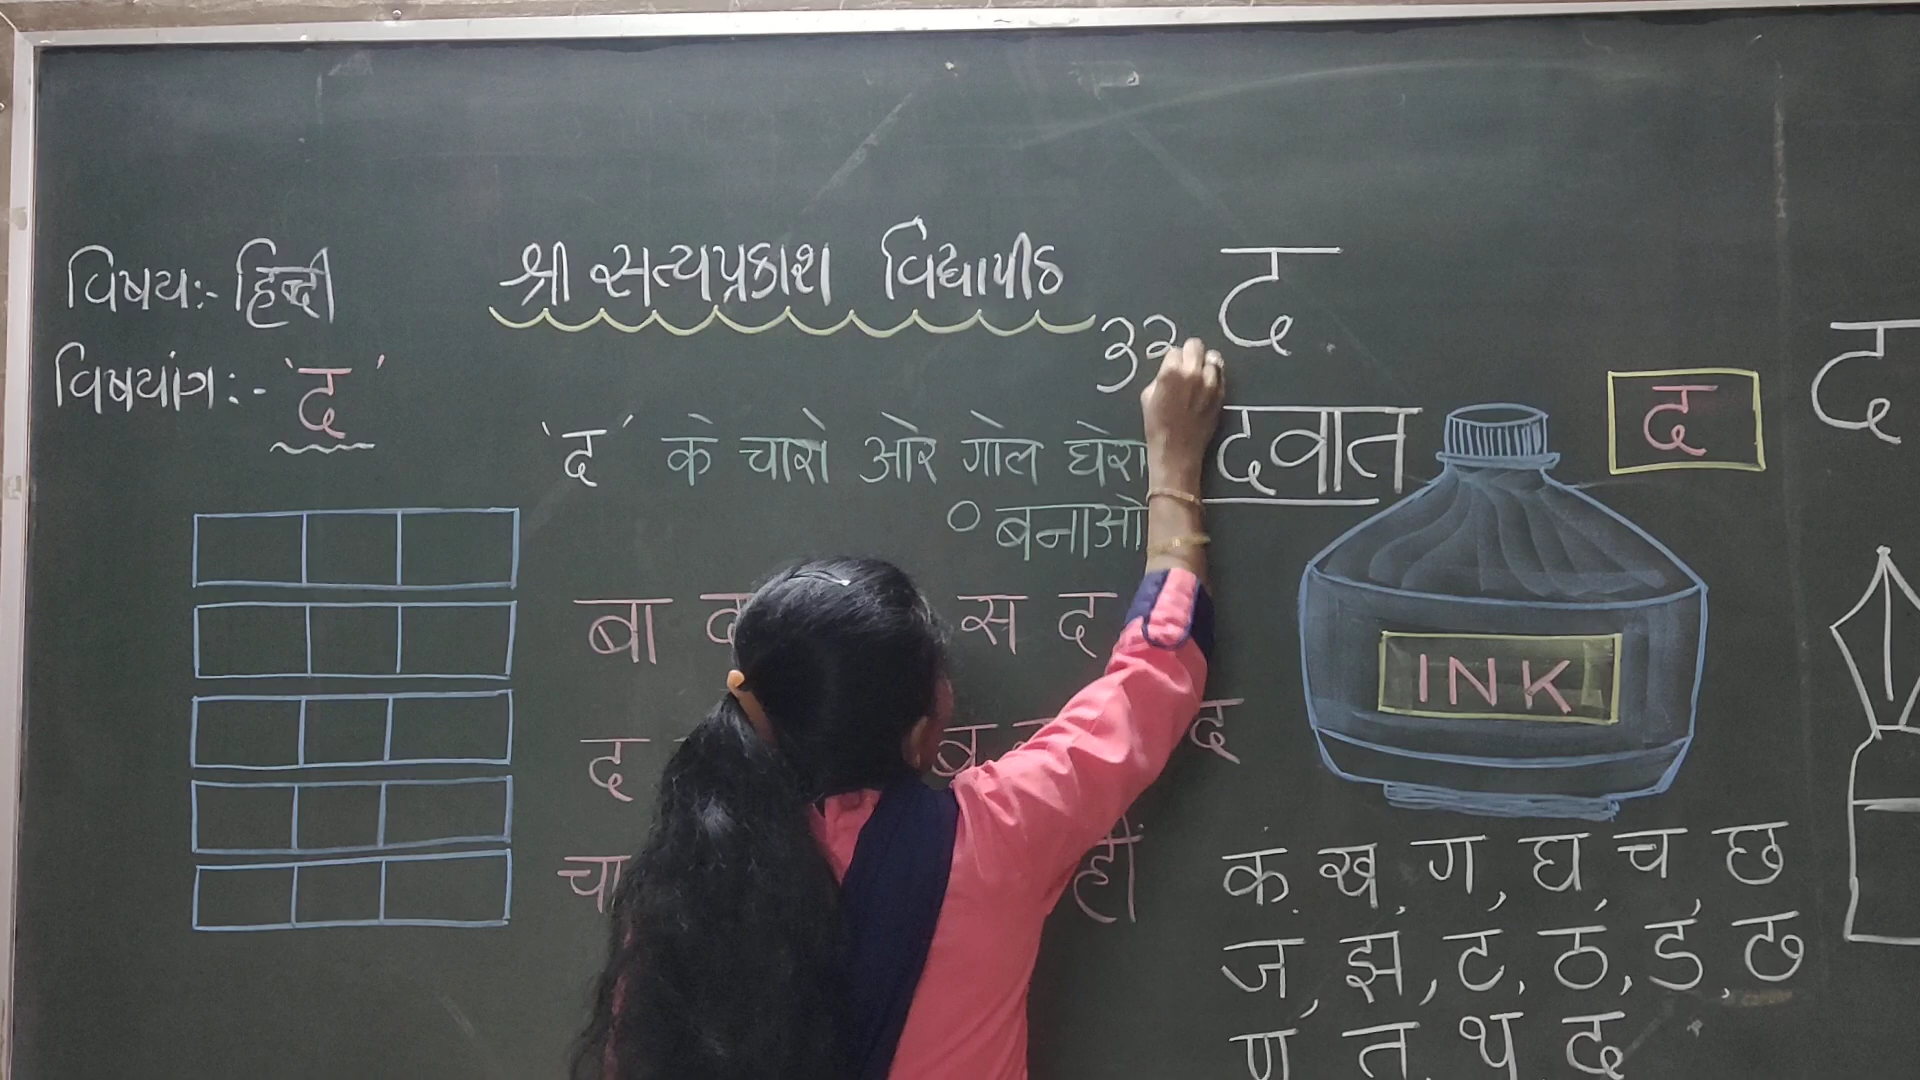 विषयः- हिन्दी
विषयांग:- 'द'
श्री सत्यप्रकाश विद्यापीठ
'द' के चारो ओर गोल घेरा
बनाओ
बा स द
द ब द
चा ही
द
दवात
द
INK
क, ख, ग, घ, च, छ
ज, झ, ट, ठ, ड, ढ
ण, त, थ, द
द